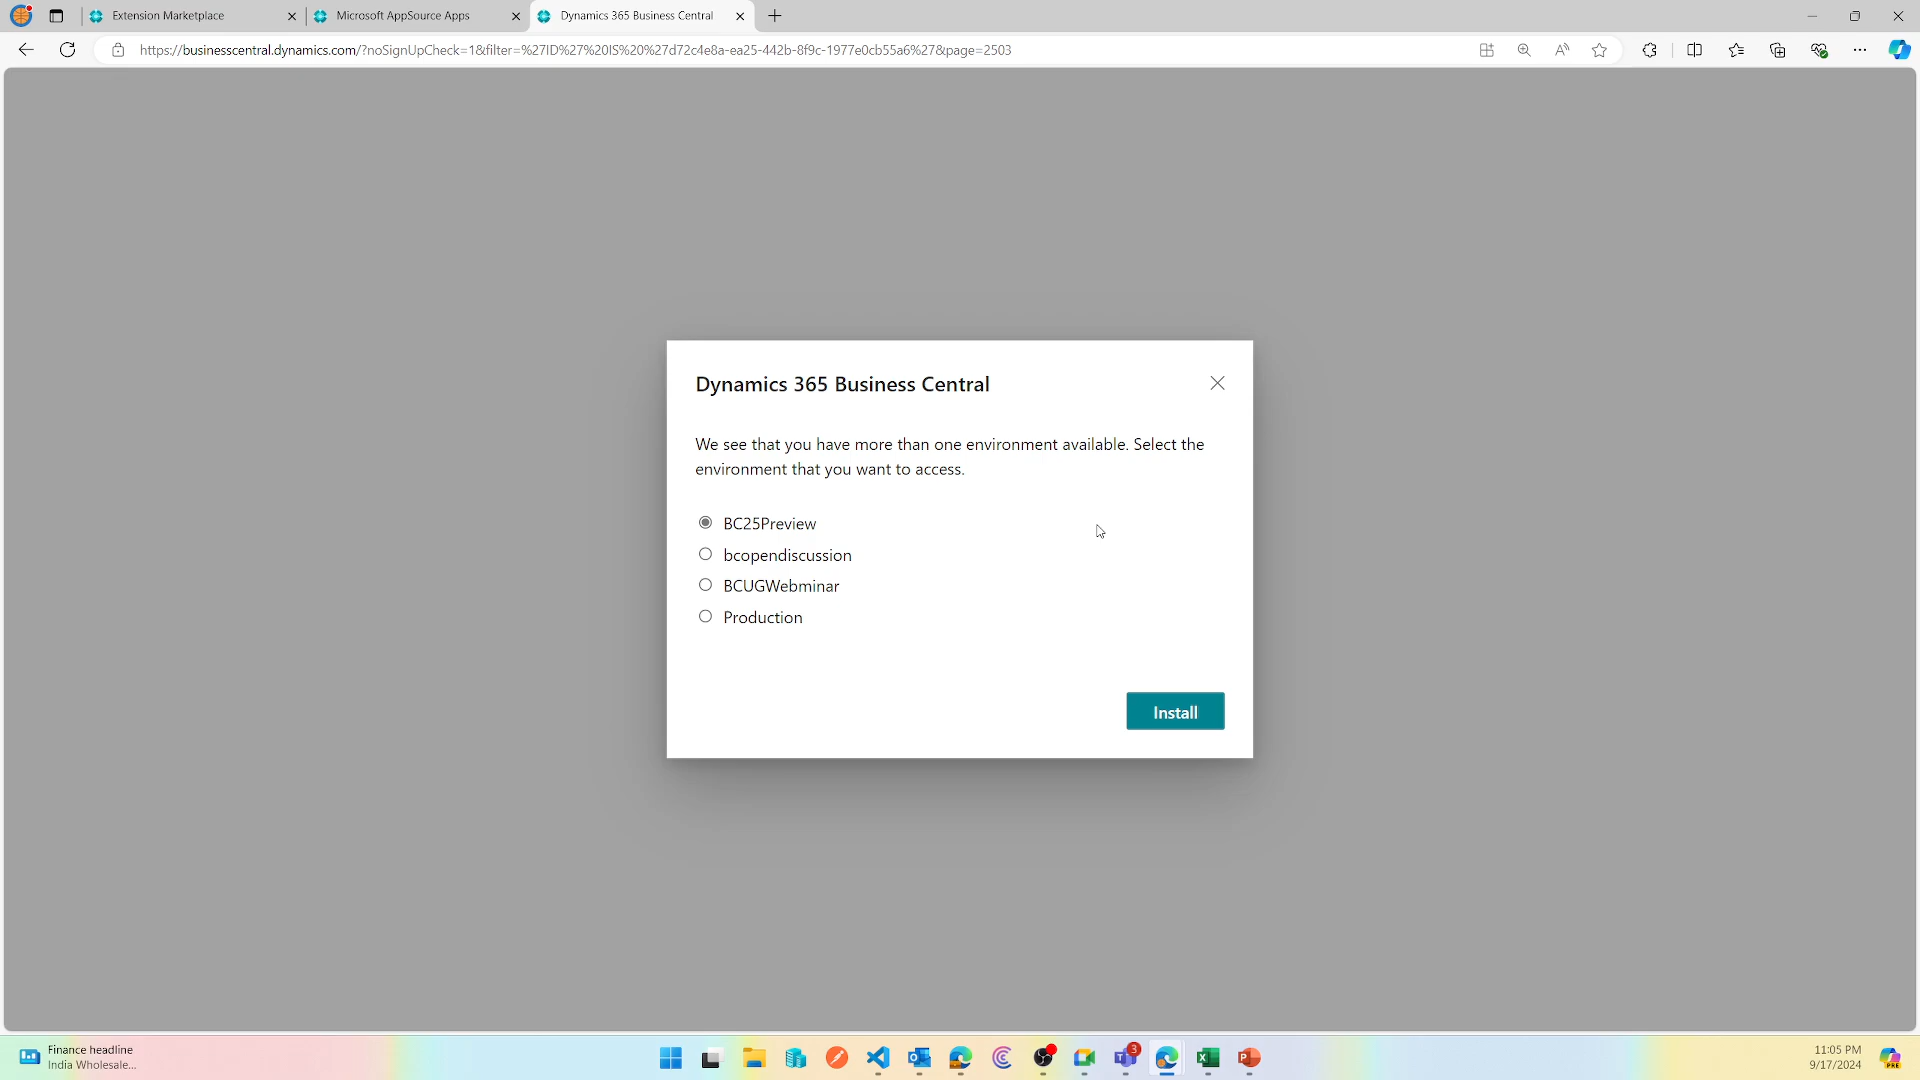 Extension Marketplace
Microsoft AppSource Apps
Dynamics 365 Business Central
https://businesscentral.dynamics.com/?noSignUpCheck=1&filter=%27ID%27%20IS%20%27d72c4e8a-ea25-442b-8f9c-1977e0cb55a6%27&page=2503
Dynamics 365 Business Central
We see that you have more than one environment available. Select the
environment that you want to access.
BC25Preview
bcopendiscussion
BCUGWebminar
Production
Install
Finance headline
India Wholesale...
3
11:05 PM
9/17/2024
PRE